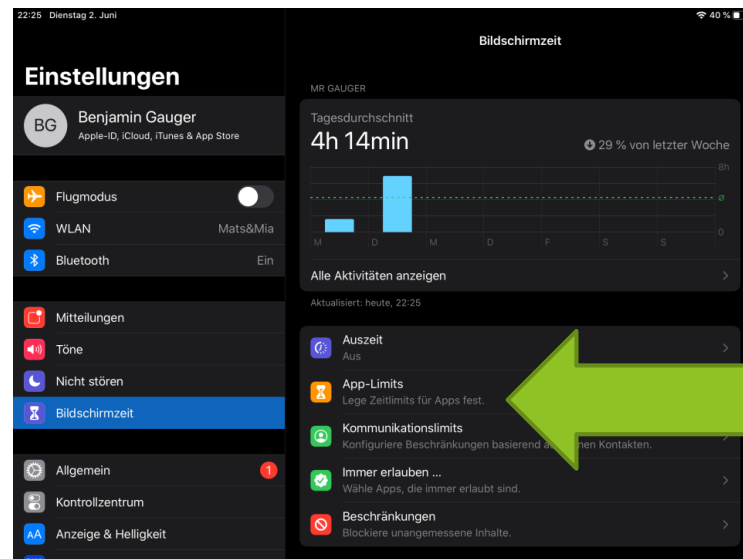 22:25 Dienstag 2. Juni
40 %
Einstellungen
BG
Benjamin Gauger
Apple-ID, iCloud, iTunes & App Store
Flugmodus
WLAN
Mats&Mia
Bluetooth
Ein
Mitteilungen
Töne
Nicht stören
Bildschirmzeit
Allgemein
1
Kontrollzentrum
AA
Anzeige & Helligkeit
Bildschirmzeit
MR GAUGER
Tagesdurchschnitt
4h 14min
29 % von letzter Woche
8h
ø
0
M D M D F S S
Alle Aktivitäten anzeigen
Aktualisiert: heute, 22:25
Auszeit
Aus
App-Limits
Lege Zeitlimits für Apps fest.
Kommunikationslimits
Konfiguriere Beschränkungen basierend Kontakten.
Immer erlauben ...
Wähle Apps, die immer erlaubt sind.
Beschränkungen
Blockiere unangemessene Inhalte.